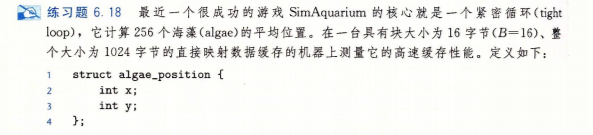 练习题 6.18 最近一个很成功的游戏 SimAquarium 的核心就是一个紧密循环(tight
loop)，它计算 256 个海藻(algae)的平均位置。在一台具有块大小为 16 字节(B=16)、整
个大小为 1024 字节的直接映射数据缓存的机器上测量它的高速缓存性能。定义如下：
1 struct algae_position {
2 int x;
3 int y;
4 };